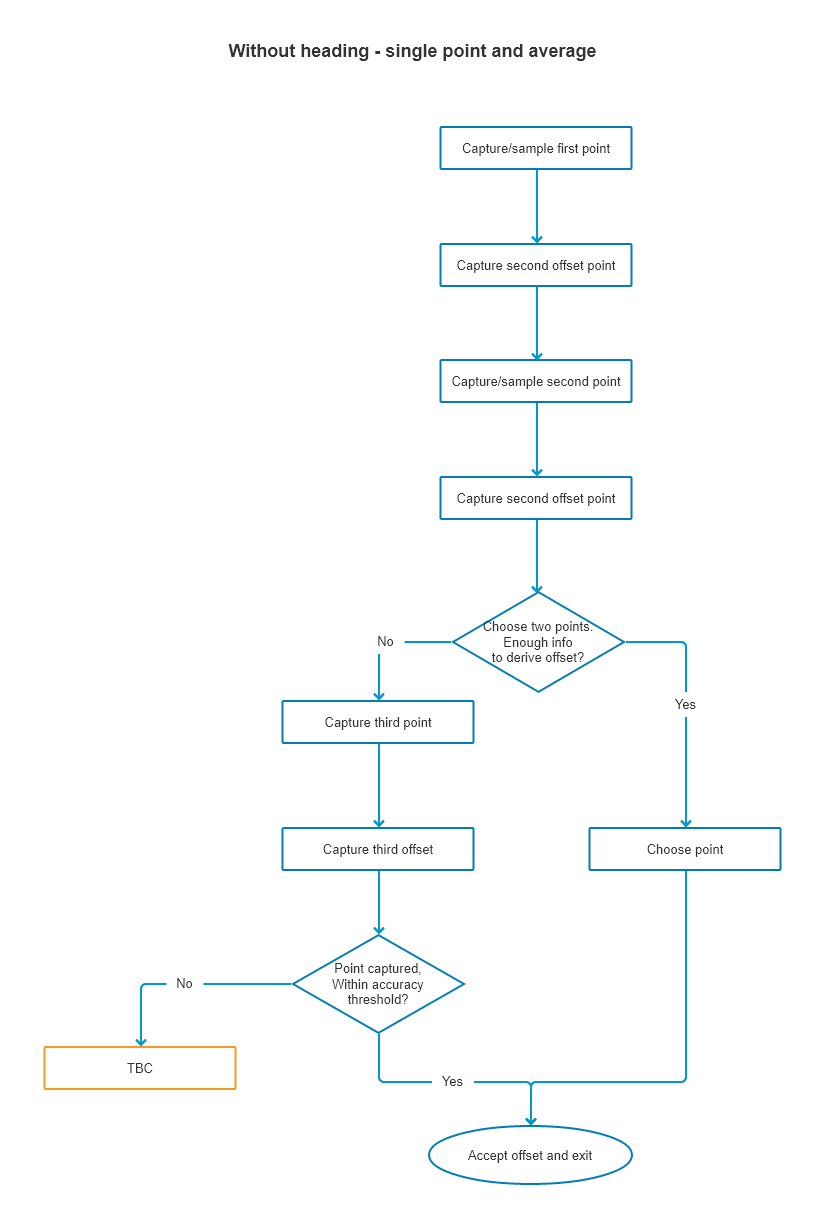 Without heading - single point and average
Capture/sample first point
Capture second offset point
Capture/sample second point
Capture second offset point
Choose two points.
Enough info
to derive offset?
No
Yes
Capture third point
Capture third offset
Choose point
Point captured,
Within accuracy
threshold?
No
TBC
Yes
Accept offset and exit